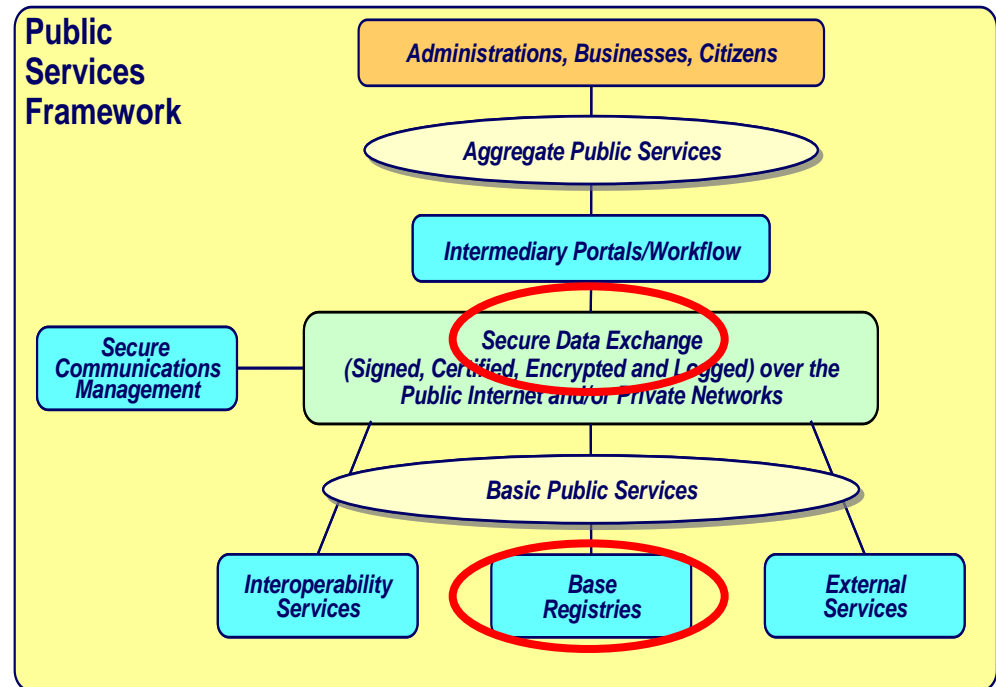 Public
Services
Framework
Administrations, Businesses, Citizens
Aggregate Public Services
Intermediary Portals/Workflow
Secure
Communications
Management
Secure Data Exchange
(Signed, Certified, Encrypted and Logged) over the
Public Internet and/or Private Networks
Basic Public Services
Interoperability
Services
Base
Registries
External
Services